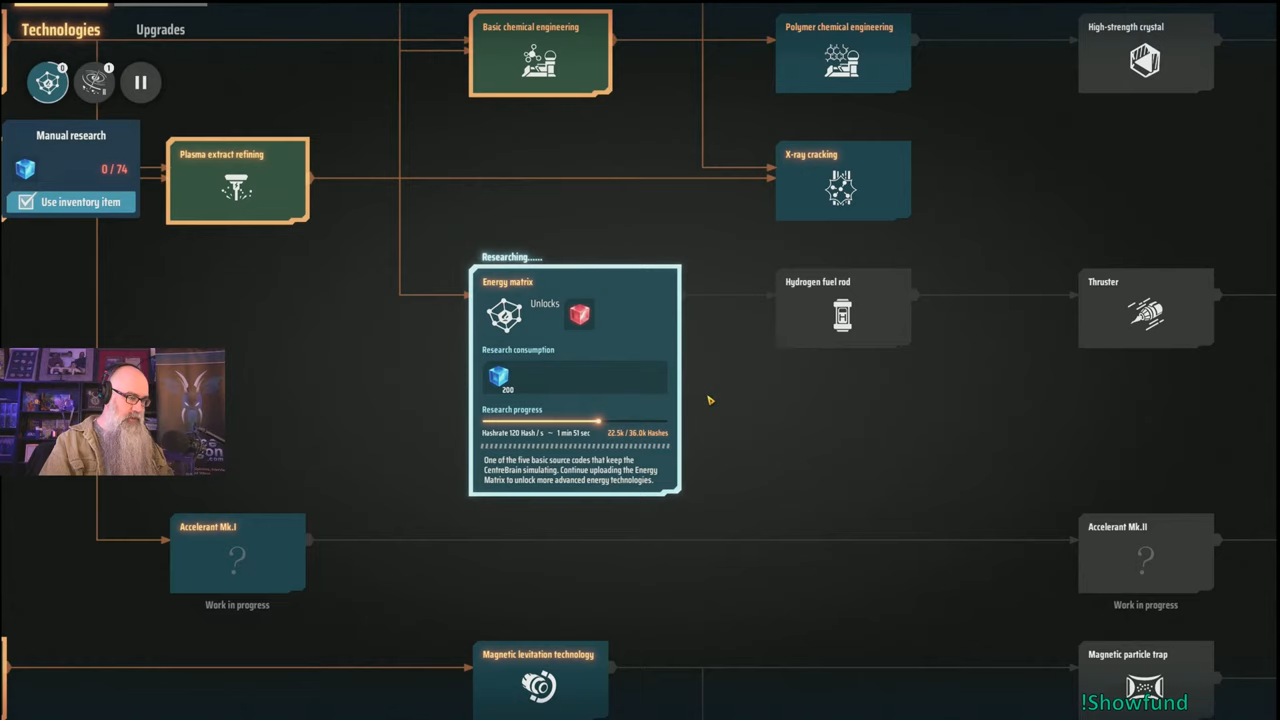 Technologies
Upgrades
0
1
Manual research
0 / 74
Use inventory item
Basic chemical engineering
Polymer chemical engineering
High-strength crystal
Plasma extract refining
X-ray cracking
Researching......
Energy matrix
Unlocks
Research consumption
200
Research progress
Hashrate 120 Hash / s ~ 1 min 51 sec 22.5k / 36.0k Hashes
One of the five basic source codes that keep the
CentreBrain simulating. Continue uploading the Energy
Matrix to unlock more advanced energy technologies.
Hydrogen fuel rod
H
Thruster
Accelerant Mk.I
?
Work in progress
Accelerant Mk.II
?
Work in progress
Magnetic levitation technology
Magnetic particle trap
!Showfund